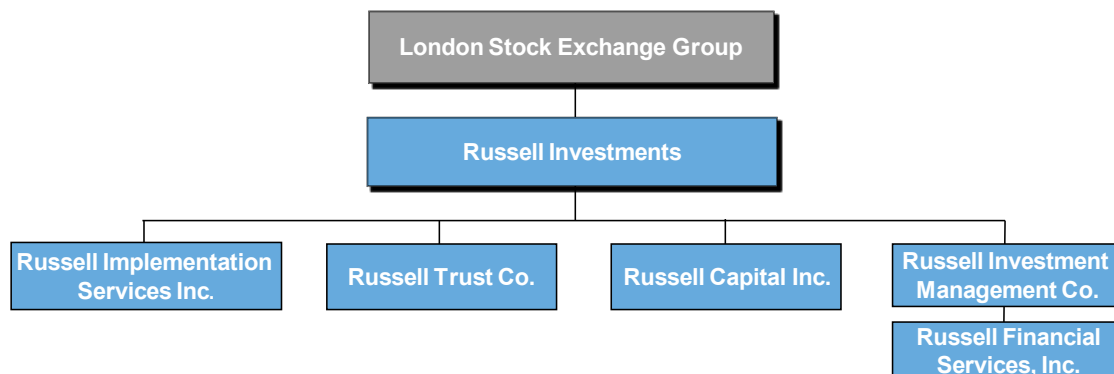 London Stock Exchange Group
Russell Investments
Russell Implementation
Services Inc.
Russell Trust Co.
Russell Capital Inc.
Russell Investment
Management Co.
Russell Financial
Services, Inc.